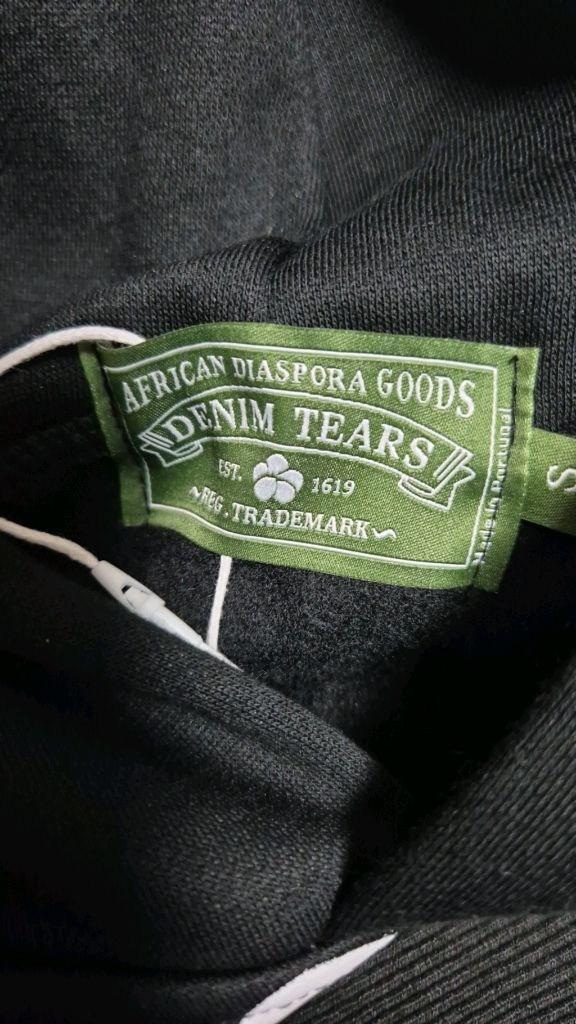 AFRICAN DIASPORA GOODS
DENIM TEARS
EST. 1619
~REG. TRADEMARK~
Made in Portugal
S